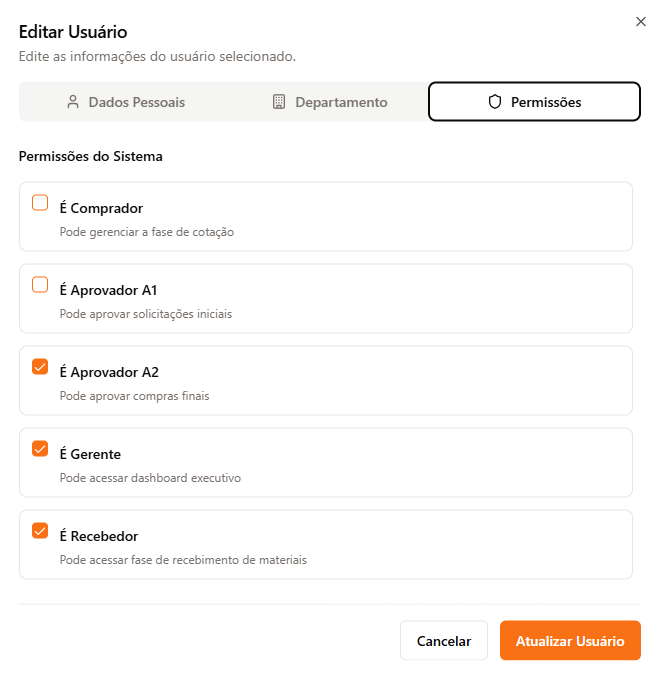 Editar Usuário
Edite as informações do usuário selecionado.
Dados Pessoais
Departamento
Permissões
Permissões do Sistema
É Comprador
Pode gerenciar a fase de cotação
É Aprovador A1
Pode aprovar solicitações iniciais
É Aprovador A2
Pode aprovar compras finais
É Gerente
Pode acessar dashboard executivo
É Recebedor
Pode acessar fase de recebimento de materiais
Cancelar
Atualizar Usuário